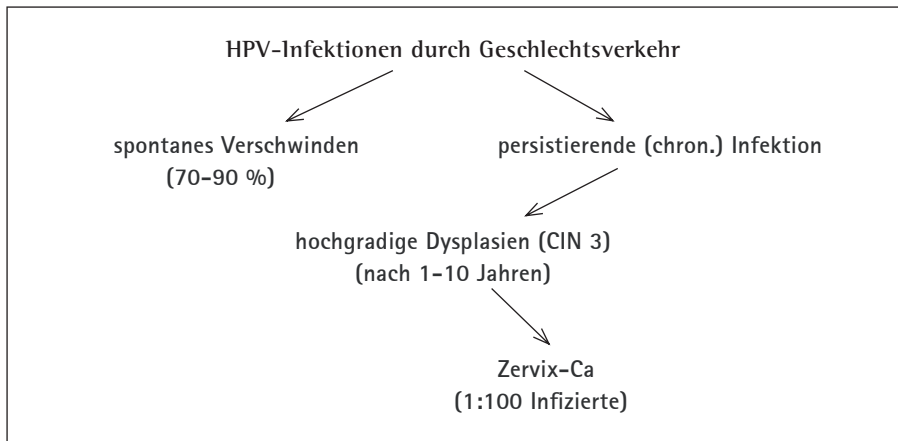 HPV-Infektionen durch Geschlechtsverkehr
spontanes Verschwinden
(70-90 %)
persistierende (chron.) Infektion
hochgradige Dysplasien (CIN 3)
(nach 1-10 Jahren)
Zervix-Ca
(1:100 Infizierte)